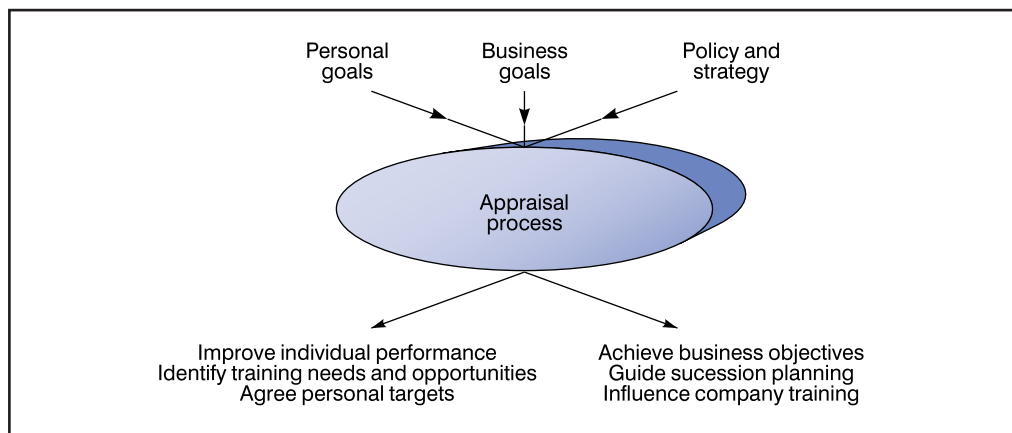 Personal
goals
Business
goals
Policy and
strategy
Appraisal
process
Improve individual performance
Identify training needs and opportunities
Agree personal targets
Achieve business objectives
Guide sucession planning
Influence company training